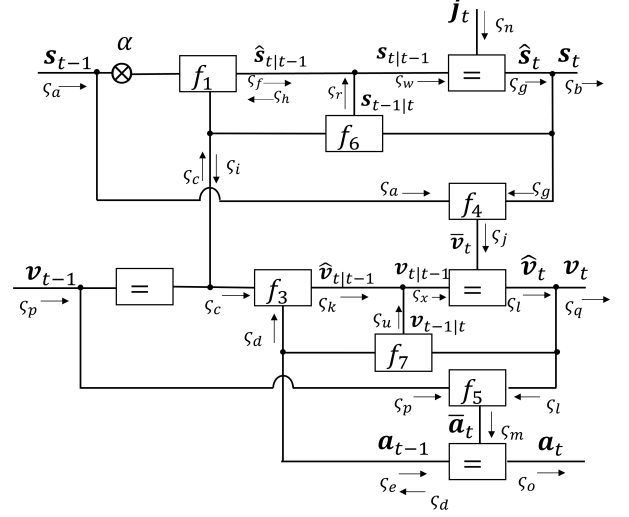 j_t
ς_n
s_{t-1} α ŝ_{t|t-1} s_{t|t-1} ŝ_t s_t
f_1 =
ς_a ς_f ς_w ς_g ς_b
ς_h ς_r s_{t-1|t}
f_6
ς_c ς_i
ς_a ς_g
f_4
v̄_t ς_j
v_{t-1} v̂_{t|t-1} v_{t|t-1} v̂_t v_t
= f_3 =
ς_p ς_c ς_k ς_x ς_l ς_q
ς_d ς_u v_{t-1|t}
f_7
f_5
ς_p ς_l
ā_t ς_m
a_{t-1} a_t
=
ς_e ς_o
ς_d